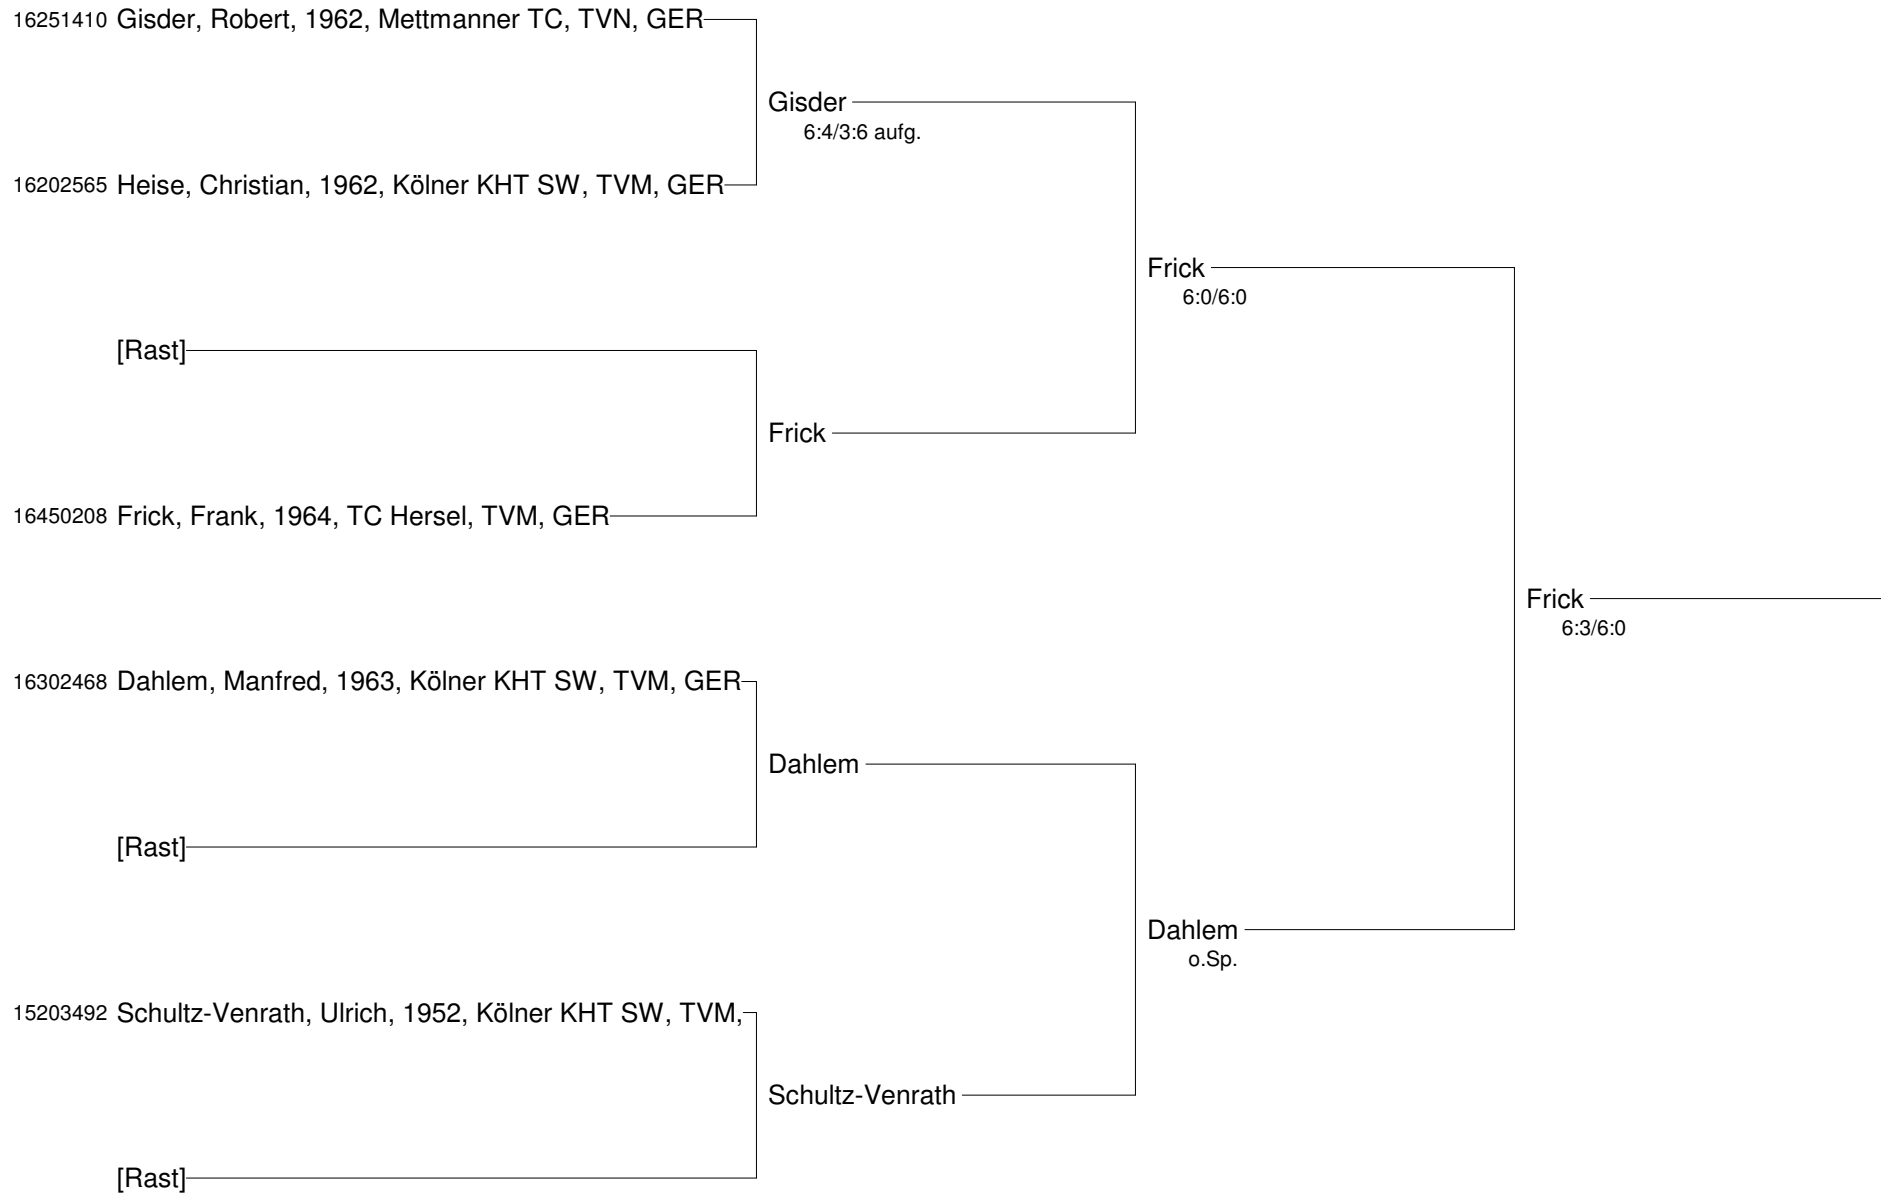 16251410 Gisder, Robert, 1962, Mettmanner TC, TVN, GER
Gisder
6:4/3:6 aufg.
16202565 Heise, Christian, 1962, Kölner KHT SW, TVM, GER
Frick
6:0/6:0
[Rast]
Frick
16450208 Frick, Frank, 1964, TC Hersel, TVM, GER
Frick
6:3/6:0
16302468 Dahlem, Manfred, 1963, Kölner KHT SW, TVM, GER
Dahlem
[Rast]
Dahlem
o.Sp.
15203492 Schultz-Venrath, Ulrich, 1952, Kölner KHT SW, TVM,
Schultz-Venrath
[Rast]